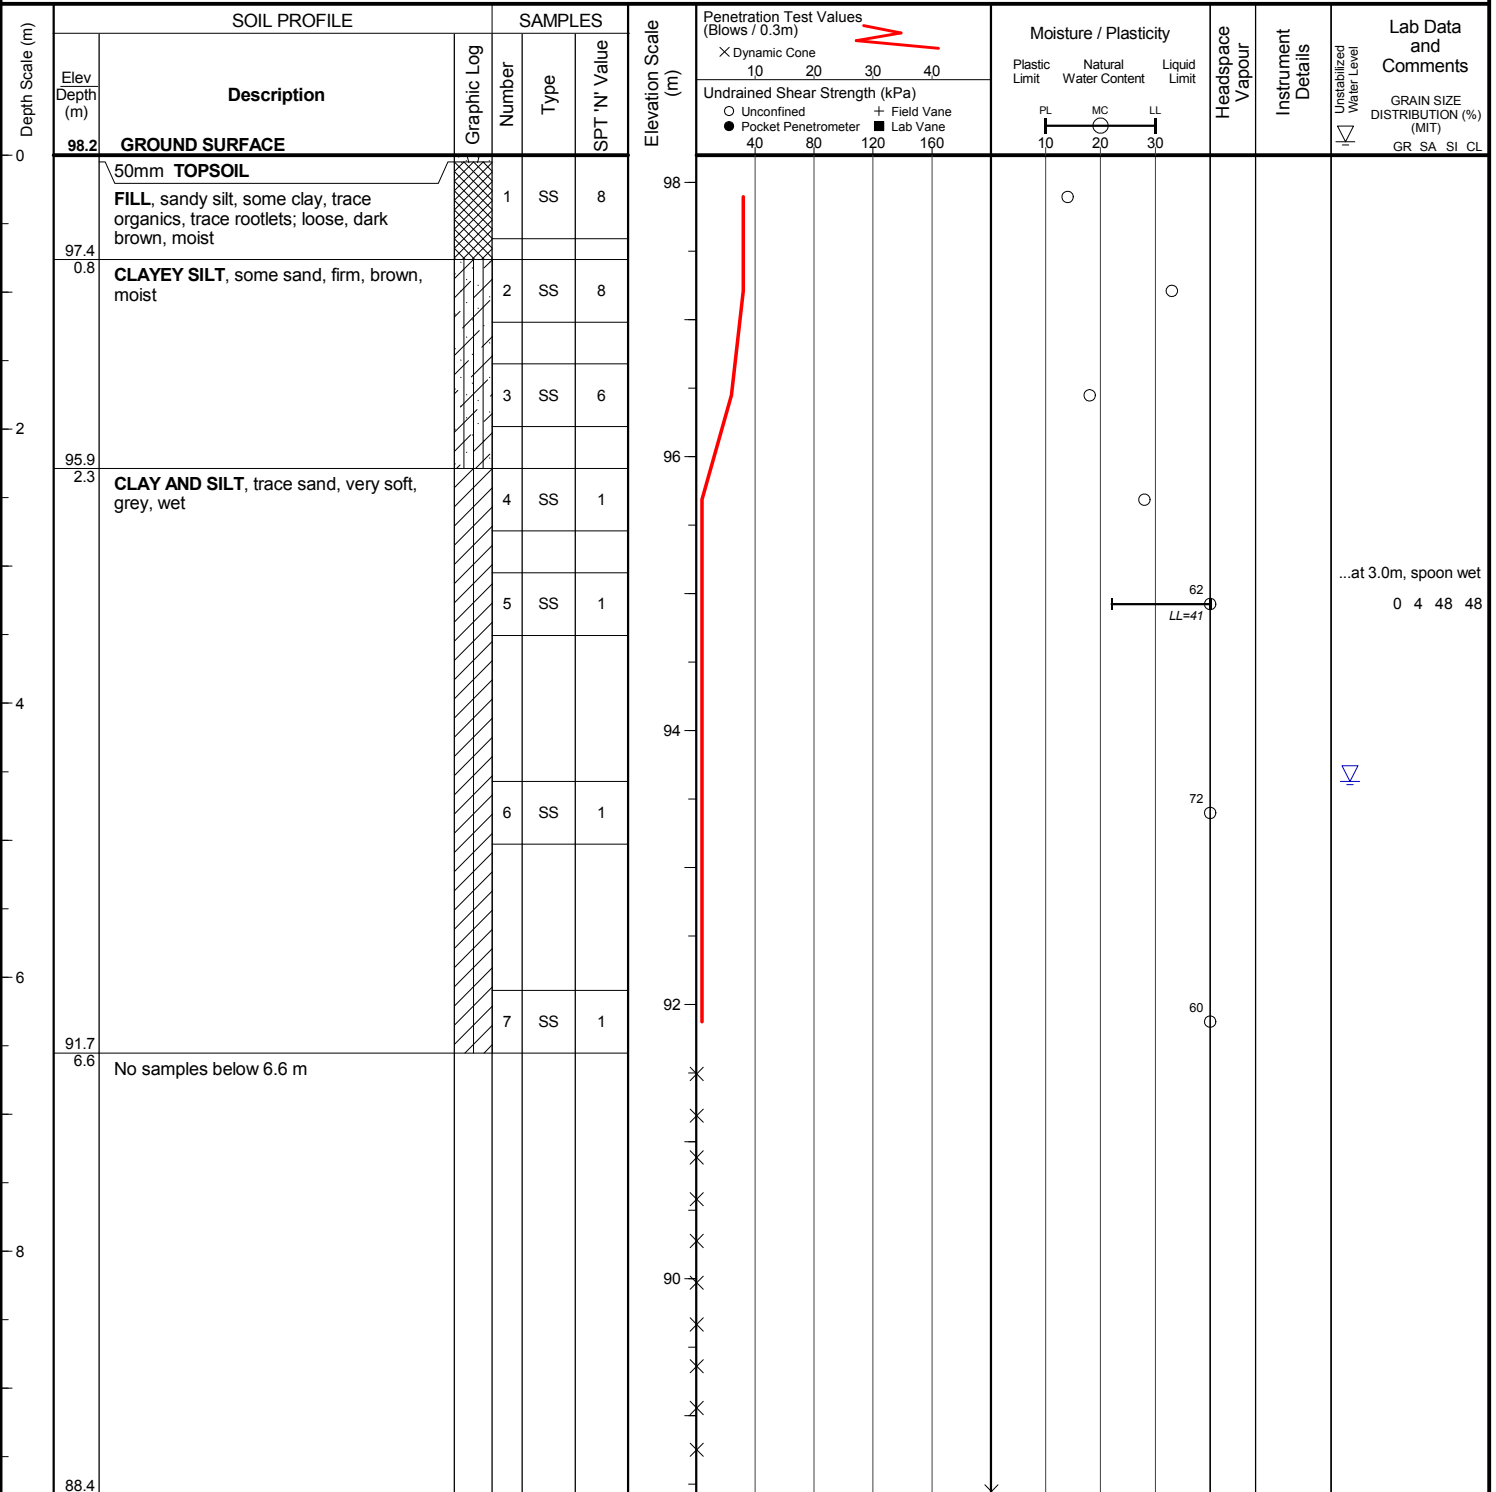 SOIL PROFILE
SAMPLES
Depth Scale (m)
Elev
Depth
(m)
Description
Graphic Log
Number
Type
SPT 'N' Value
Elevation Scale
(m)
Penetration Test Values
(Blows / 0.3m)
× Dynamic Cone
10 20 30 40
Undrained Shear Strength (kPa)
Unconfined + Field Vane
Pocket Penetrometer Lab Vane
40 80 120 160
Moisture / Plasticity
Plastic Limit
Natural Water Content
Liquid Limit
PL MC LL
10 20 30
Headspace
Vapour
Instrument
Details
Unstabilized
Water Level
Lab Data
and
Comments
GRAIN SIZE
DISTRIBUTION (%)
(MIT)
GR SA SI CL
98.2 GROUND SURFACE
0
50mm TOPSOIL
98
FILL, sandy silt, some clay, trace
organics, trace rootlets; loose, dark
brown, moist
1 SS 8
97.4
0.8
CLAYEY SILT, some sand, firm, brown,
moist
2 SS 8
3 SS 6
2
96
95.9
2.3
CLAY AND SILT, trace sand, very soft,
grey, wet
4 SS 1
...at 3.0m, spoon wet
62
5 SS 1
0 4 48 48
LL=41
4
94
72
6 SS 1
6
92
60
7 SS 1
91.7
6.6
No samples below 6.6 m
8
90
88.4